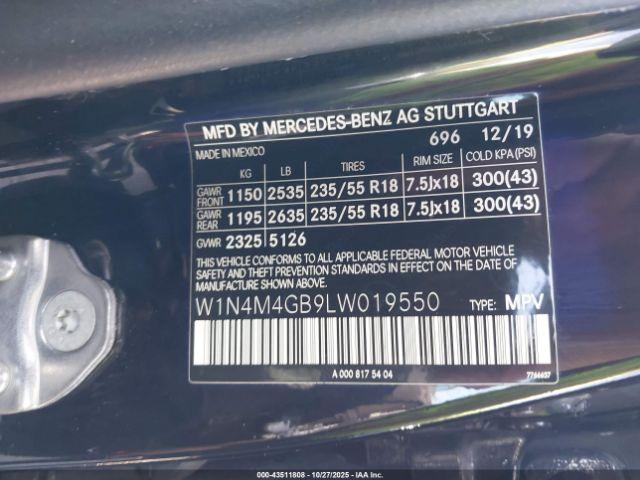 MFD BY MERCEDES-BENZ AG STUTTGART
696 12/19
MADE IN MEXICO
KG LB TIRES RIM SIZE COLD KPA (PSI)
GAWR FRONT 1150 2535 235/55 R18 7.5Jx18 300(43)
GAWR REAR 1195 2635 235/55 R18 7.5Jx18 300(43)
GVWR 2325 5126
THIS VEHICLE CONFORMS TO ALL APPLICABLE FEDERAL MOTOR VEHICLE
SAFETY AND THEFT PREVENTION STANDARDS IN EFFECT ON THE DATE OF
MANUFACTURE SHOWN ABOVE.
W1N4M4GB9LW019550 TYPE: MPV
A 000 817 54 04
7764657
000-43511808 - 10/27/2025 - COPYRIGHT IAA, LLC